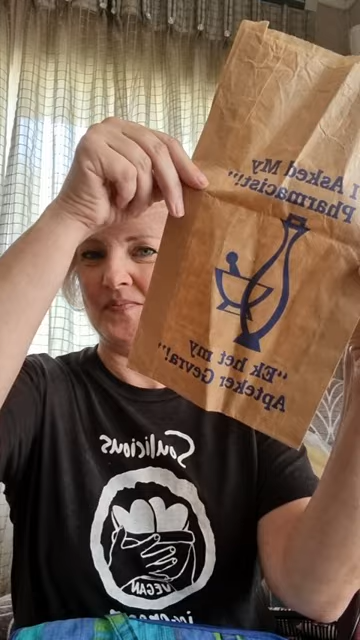 I Asked My
Pharmacist!"
"Ek het my
Apteker Gevra!"
Soulicious
VEGAN